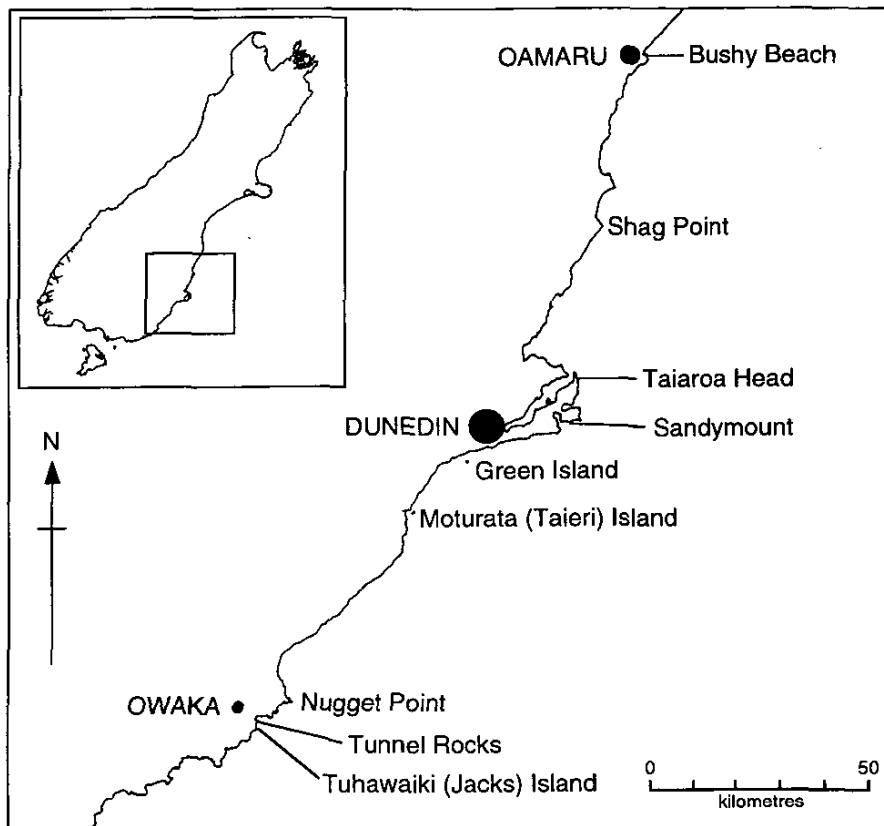 OAMARU
Bushy Beach
Shag Point
Taiaroa Head
DUNEDIN
Sandymount
N
Green Island
Moturata (Taieri) Island
OWAKA
Nugget Point
Tunnel Rocks
Tuhawaiki (Jacks) Island
0 50
kilometres